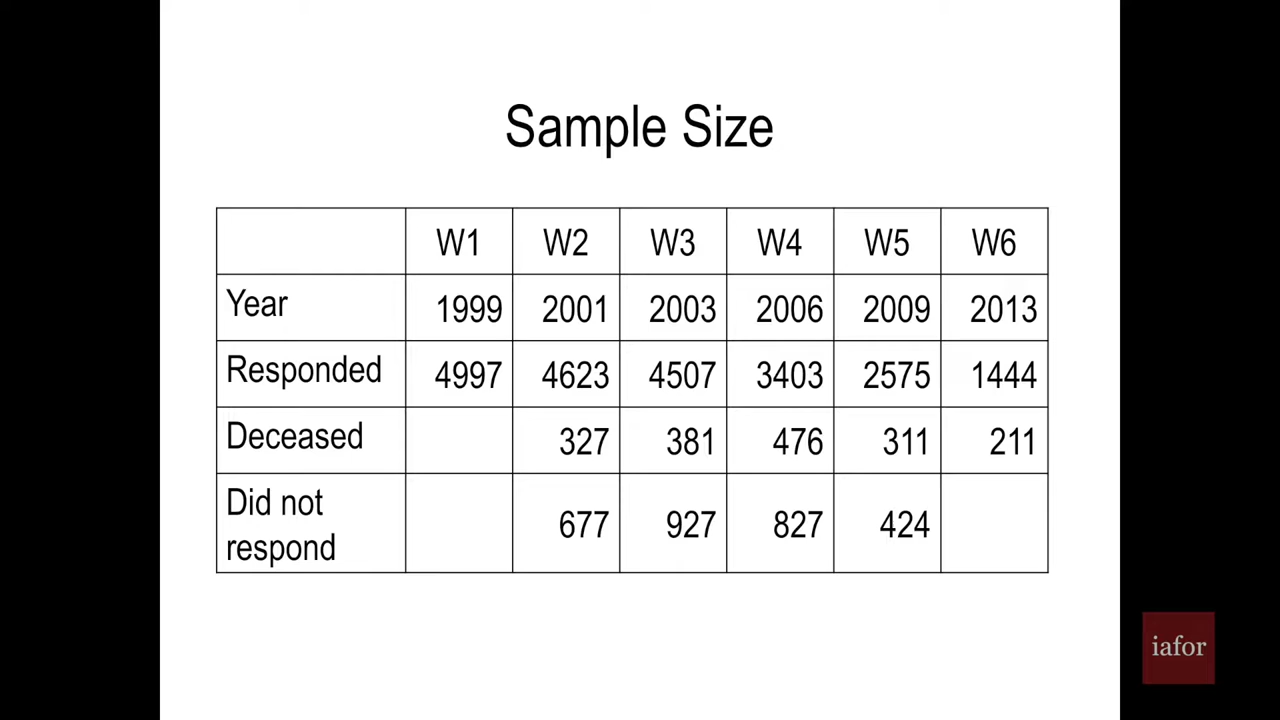 Sample Size
W1 W2 W3 W4 W5 W6
Year 1999 2001 2003 2006 2009 2013
Responded 4997 4623 4507 3403 2575 1444
Deceased 327 381 476 311 211
Did not
respond 677 927 827 424
iafor